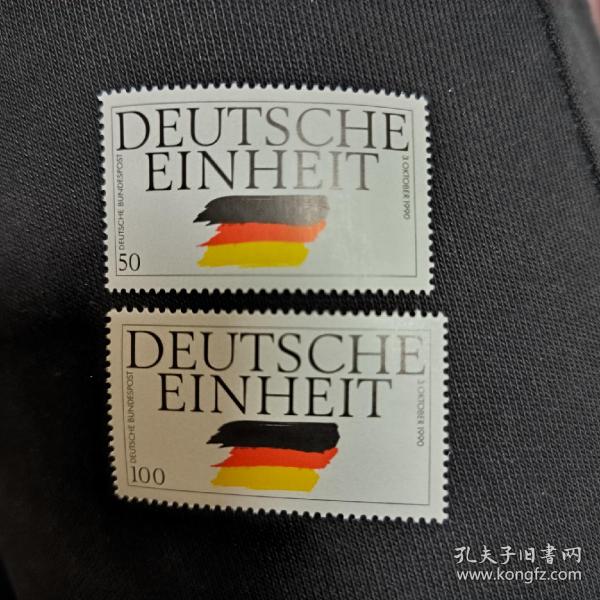 DEUTSCHE
EINHEIT
DEUTSCHE BUNDESPOST
3. OKTOBER 1990
50
DEUTSCHE
EINHEIT
DEUTSCHE BUNDESPOST
3. OKTOBER 1990
100
孔夫子旧書网
www.kongfz.com